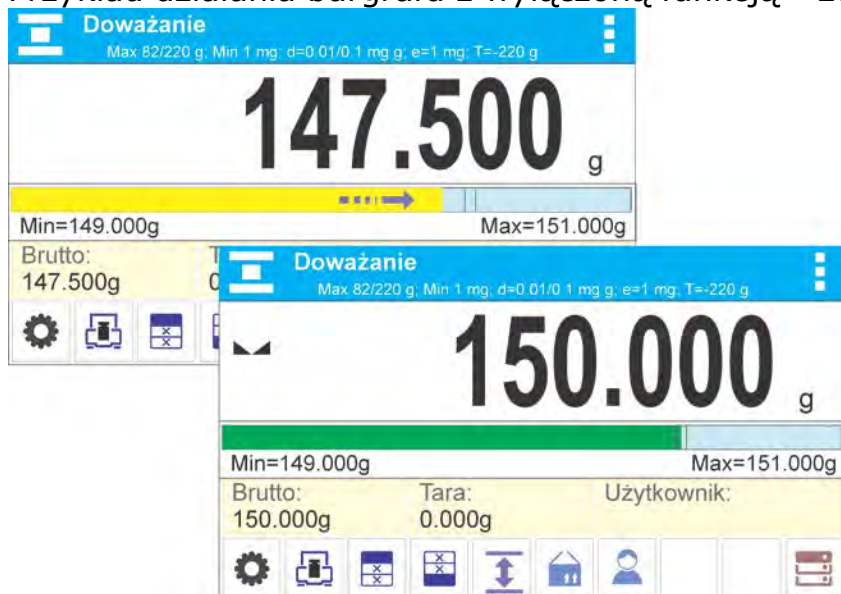 Doważanie
Max 82/220 g; Min 1 mg; d=0.01/0.1 mg g; e=1 mg; T=-220 g
147.500 g
Min=149.000g Max=151.000g
Brutto:
147.500g
Doważanie
Max 82/220 g; Min 1 mg; d=0.01/0.1 mg g; e=1 mg; T=-220 g
150.000 g
Min=149.000g Max=151.000g
Brutto: Tara: Użytkownik:
150.000g 0.000g